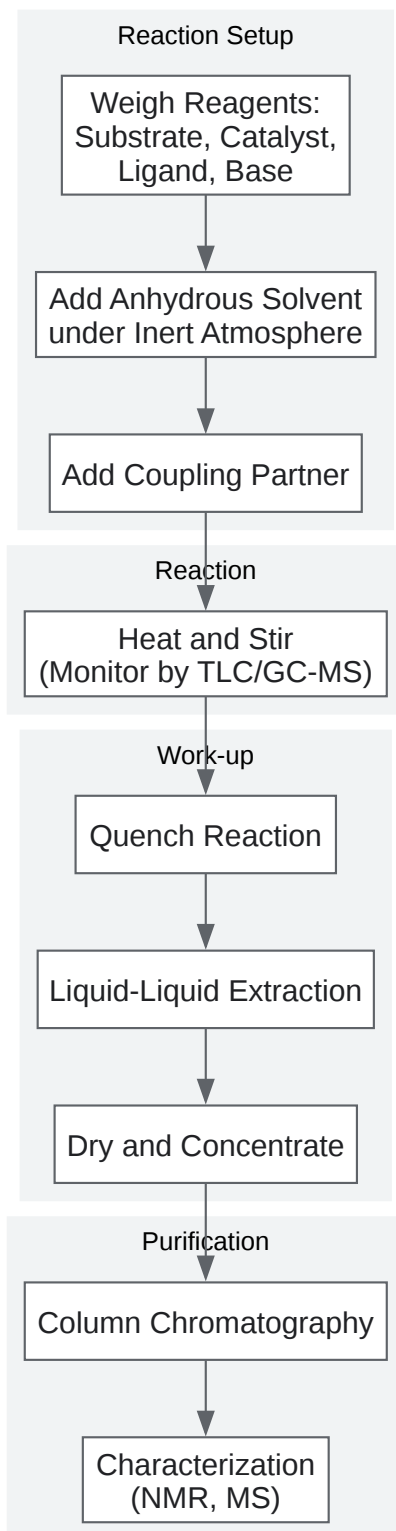 Reaction Setup
Weigh Reagents:
Substrate, Catalyst,
Ligand, Base
Add Anhydrous Solvent
under Inert Atmosphere
Add Coupling Partner
Reaction
Heat and Stir
(Monitor by TLC/GC-MS)
Work-up
Quench Reaction
Liquid-Liquid Extraction
Dry and Concentrate
Purification
Column Chromatography
Characterization
(NMR, MS)